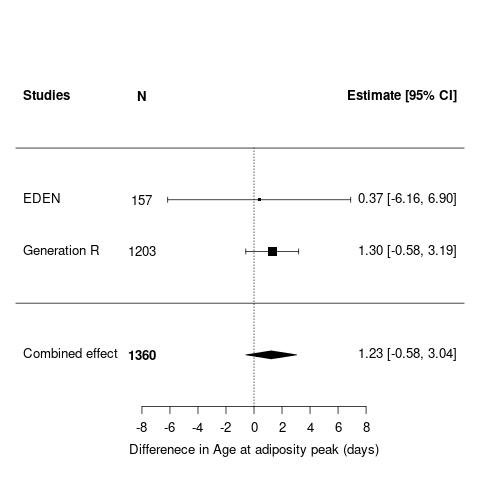 Studies N Estimate [95% CI]
EDEN 157 0.37 [-6.16, 6.90]
Generation R 1203 1.30 [-0.58, 3.19]
Combined effect 1360 1.23 [-0.58, 3.04]
-8 -6 -4 -2 0 2 4 6 8
Differenece in Age at adiposity peak (days)